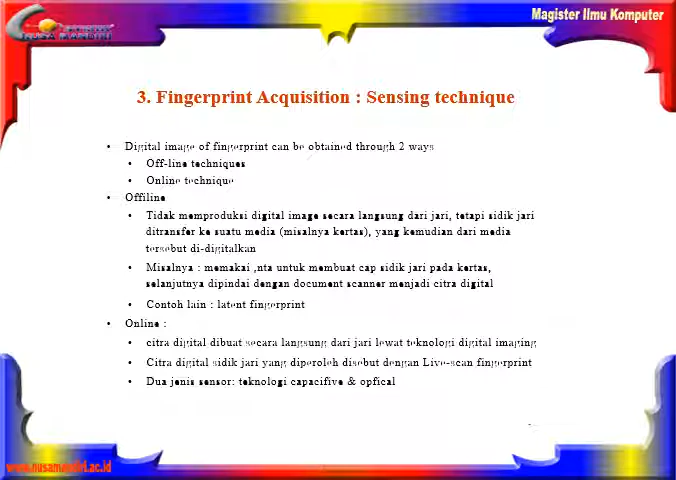 NUSA MANDIRI
Magister Ilmu Komputer
3. Fingerprint Acquisition : Sensing technique
• Digital image of fingerprint can be obtained through 2 ways
• Off-line techniques
• Online technique
• Offiline
• Tidak memproduksi digital image secara langsung dari jari, tetapi sidik jari
ditransfer ke suatu media (misalnya kertas), yang kemudian dari media
tersebut di-digitalkan
• Misalnya : memakai ,nta untuk membuat cap sidik jari pada kertas,
selanjutnya dipindai dengan document scanner menjadi citra digital
• Contoh lain : latent fingerprint
• Online :
• citra digital dibuat secara langsung dari jari lewat teknologi digital imaging
• Citra digital sidik jari yang diperoleh disebut dengan Live-scan fingerprint
• Dua jenis sensor: teknologi capacifive & opfical
www.nusamandiri.ac.id